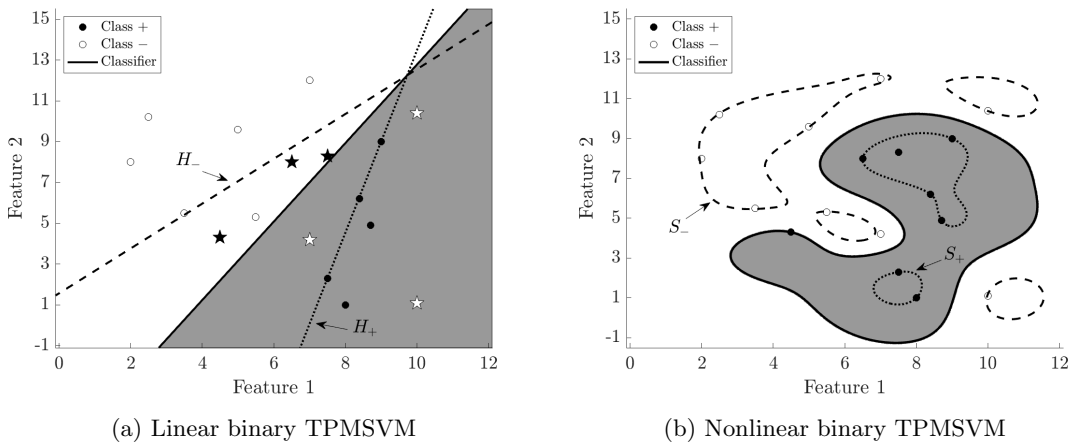 Class +
Class −
Classifier
15
13
11
9
7
5
3
1
-1
Feature 2
H−
H+
0 2 4 6 8 10 12
Feature 1
(a) Linear binary TPMSVM
Class +
Class −
Classifier
15
13
11
9
7
5
3
1
-1
Feature 2
S−
S+
0 2 4 6 8 10 12
Feature 1
(b) Nonlinear binary TPMSVM